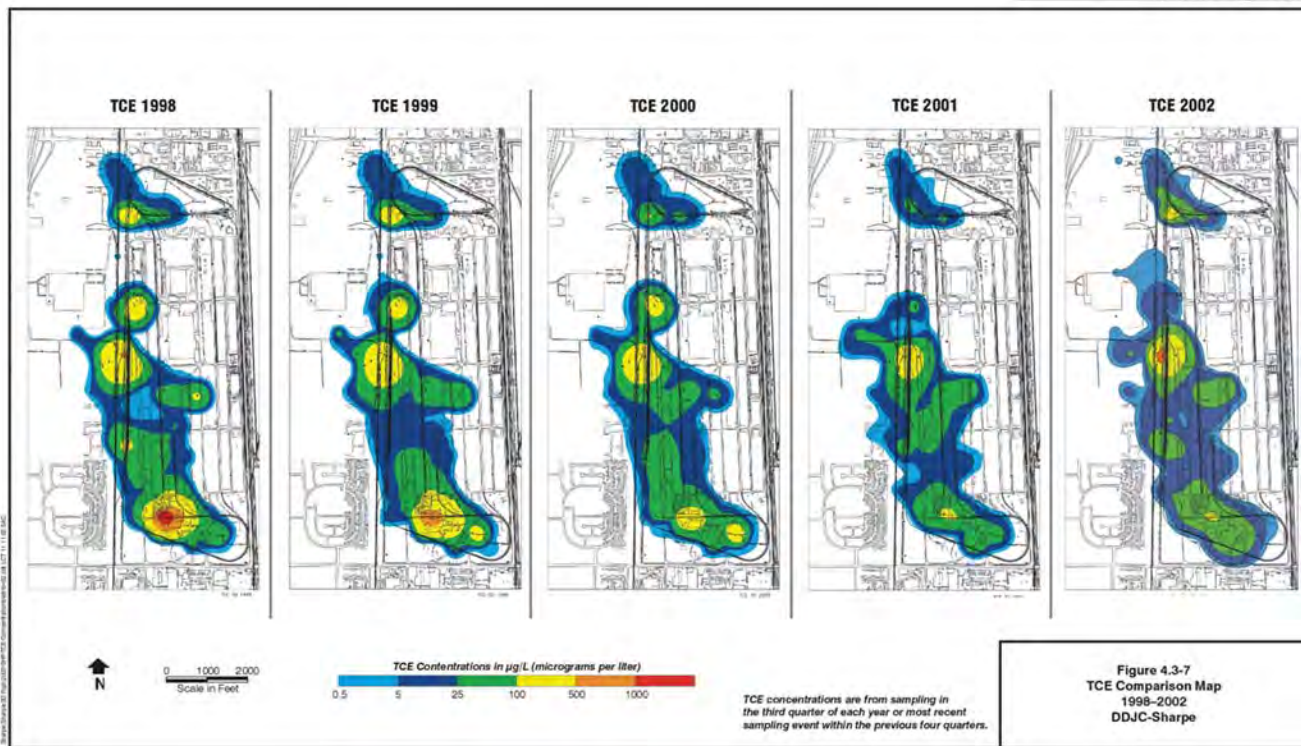 TCE 1998
TCE 1999
TCE 2000
TCE 2001
TCE 2002
N
0 1000 2000
Scale in Feet
TCE Contentrations in µg/L (micrograms per liter)
0.5 5 25 100 500 1000
TCE concentrations are from sampling in
the third quarter of each year or most recent
sampling event within the previous four quarters.
Figure 4.3-7
TCE Comparison Map
1998–2002
DDJC-Sharpe